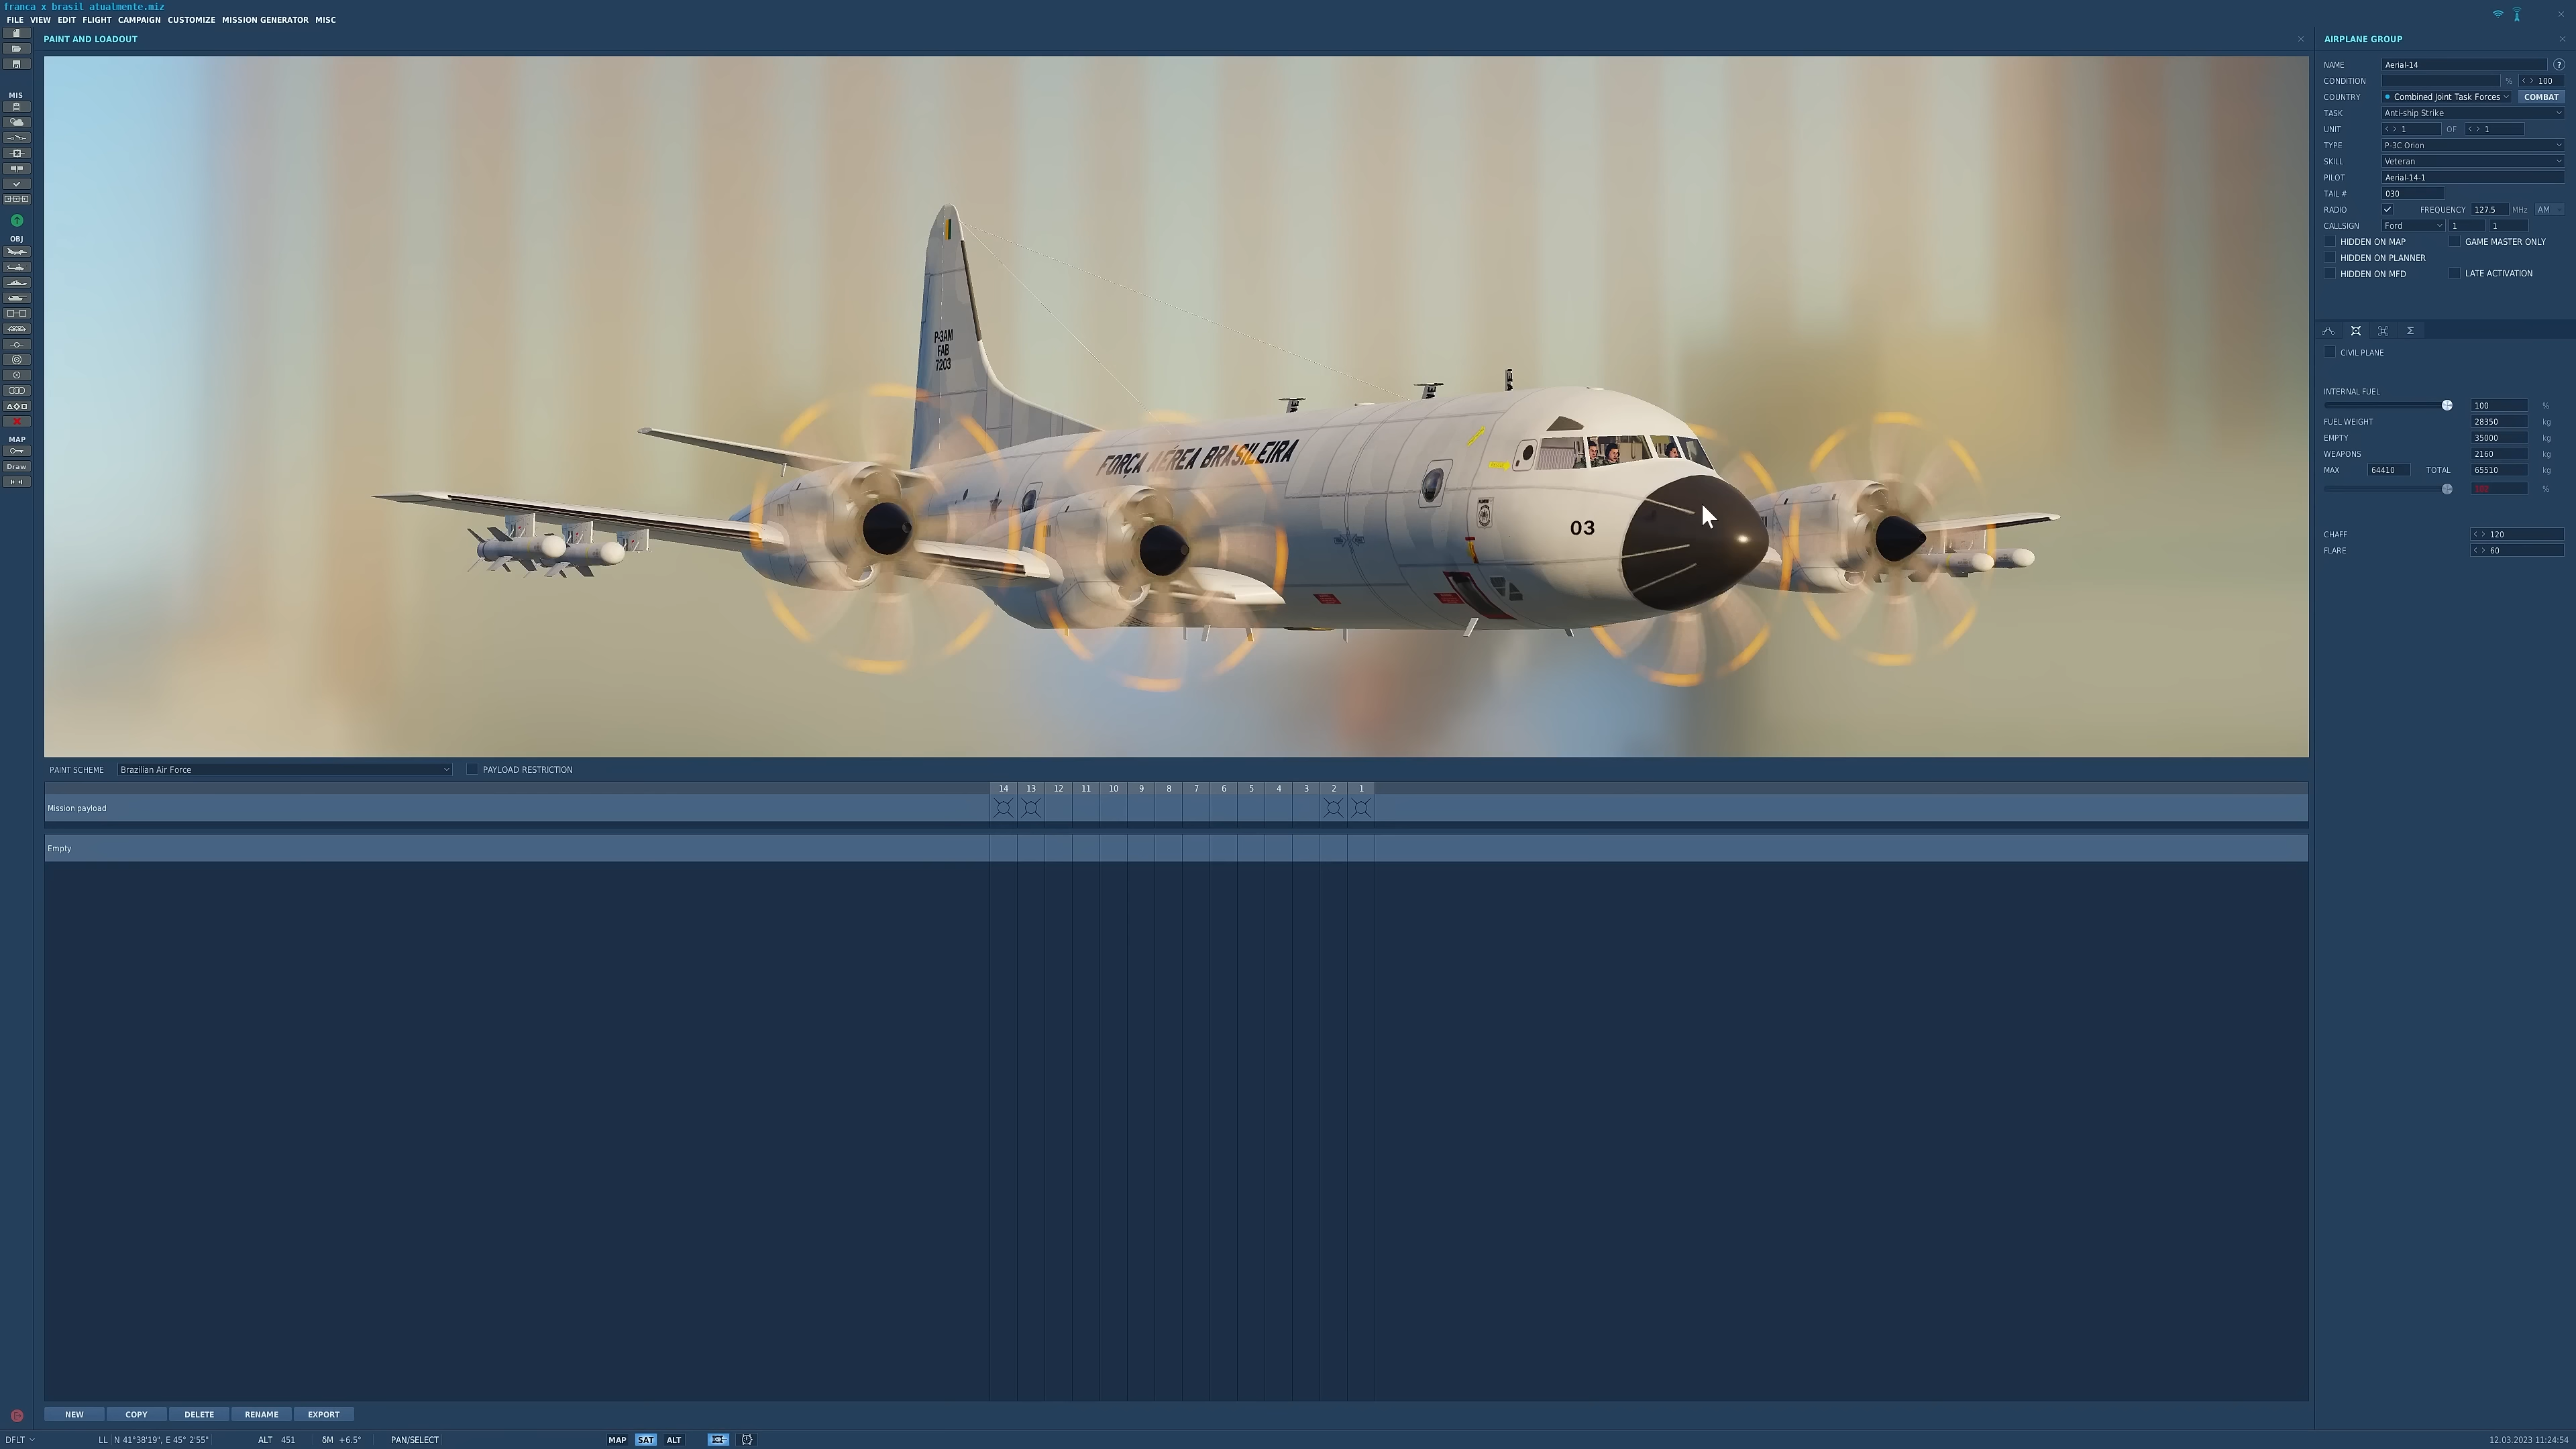 franca x brasil atualmente.miz
FILE VIEW EDIT FLIGHT CAMPAIGN CUSTOMIZE MISSION GENERATOR MISC
PAINT AND LOADOUT
MIS
OBJ
MAP
Draw
P-3AM
FAB
7203
FORÇA AÉREA BRASILEIRA
03
PAINT SCHEME Brazilian Air Force PAYLOAD RESTRICTION
14 13 12 11 10 9 8 7 6 5 4 3 2 1
Mission payload
Empty
NEW COPY DELETE RENAME EXPORT
AIRPLANE GROUP
NAME Aerial-14 ?
CONDITION % < > 100
COUNTRY Combined Joint Task Forces COMBAT
TASK Anti-ship Strike
UNIT < > 1 OF < > 1
TYPE P-3C Orion
SKILL Veteran
PILOT Aerial-14-1
TAIL # 030
RADIO FREQUENCY 127.5 MHz AM
CALLSIGN Ford 1 1
HIDDEN ON MAP GAME MASTER ONLY
HIDDEN ON PLANNER
HIDDEN ON MFD LATE ACTIVATION
Σ
CIVIL PLANE
INTERNAL FUEL
100 %
FUEL WEIGHT 28350 kg
EMPTY 35000 kg
WEAPONS 2160 kg
MAX 64410 TOTAL 65510 kg
%
CHAFF < > 120
FLARE < > 60
DFLT LL N 41°38'19", E 45° 2'55" ALT 451 δM +6.5° PAN/SELECT MAP SAT ALT 12.03.2023 11:24:54